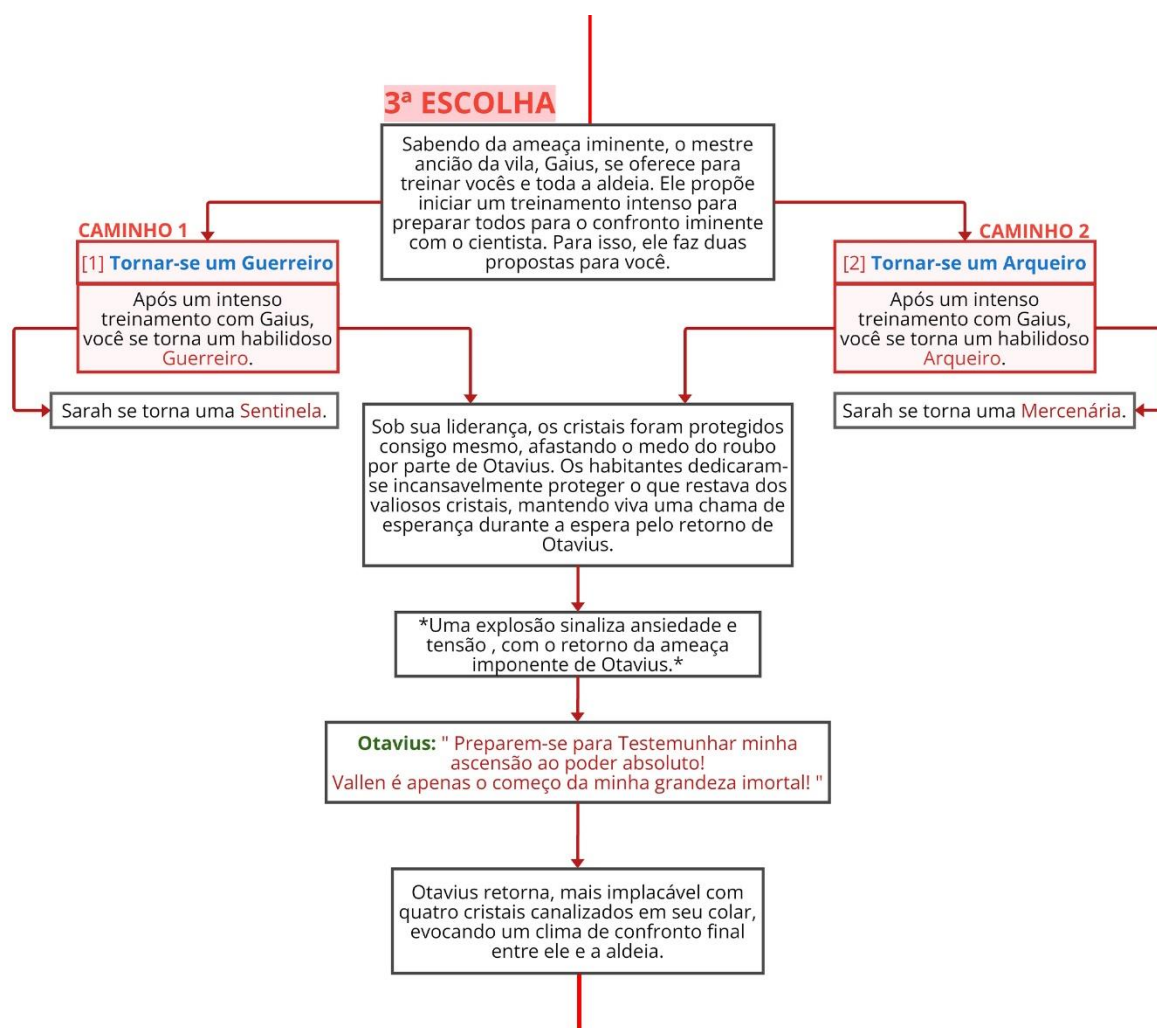 3ª ESCOLHA
Sabendo da ameaça iminente, o mestre
ancião da vila, Gaius, se oferece para
treinar vocês e toda a aldeia. Ele propõe
iniciar um treinamento intenso para
preparar todos para o confronto iminente
com o cientista. Para isso, ele faz duas
propostas para você.
CAMINHO 1
[1] Tornar-se um Guerreiro
Após um intenso
treinamento com Gaius,
você se torna um habilidoso
Guerreiro.
Sarah se torna uma Sentinela.
CAMINHO 2
[2] Tornar-se um Arqueiro
Após um intenso
treinamento com Gaius,
você se torna um habilidoso
Arqueiro.
Sarah se torna uma Mercenária.
Sob sua liderança, os cristais foram protegidos
consigo mesmo, afastando o medo do roubo
por parte de Otavius. Os habitantes dedicaram-
se incansavelmente proteger o que restava dos
valiosos cristais, mantendo viva uma chama de
esperança durante a espera pelo retorno de
Otavius.
*Uma explosão sinaliza ansiedade e
tensão , com o retorno da ameaça
imponente de Otavius.*
Otavius: " Preparem-se para Testemunhar minha
ascensão ao poder absoluto!
Vallen é apenas o começo da minha grandeza imortal! "
Otavius retorna, mais implacável com
quatro cristais canalizados em seu colar,
evocando um clima de confronto final
entre ele e a aldeia.